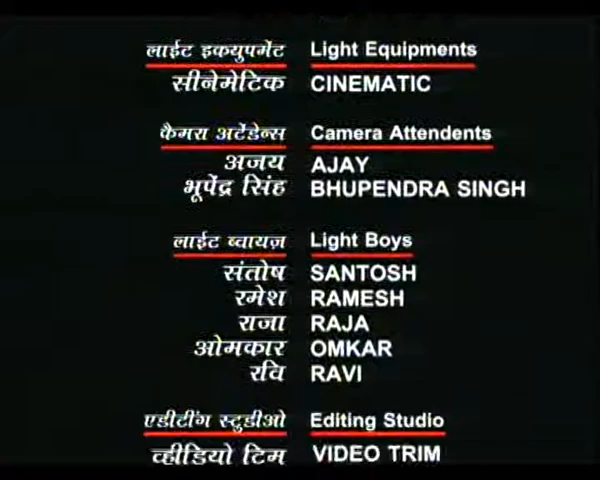 लाईट इकयुपमेंट Light Equipments
सीनेमेटिक CINEMATIC
कैमरा अटेंडेन्स Camera Attendents
अजय AJAY
भूपेंद्र सिंह BHUPENDRA SINGH
लाईट ब्वायज़ Light Boys
संतोष SANTOSH
रमेश RAMESH
राजा RAJA
ओमकार OMKAR
रवि RAVI
एडीटींग स्टुडीओ Editing Studio
व्हीडियो टिम VIDEO TRIM